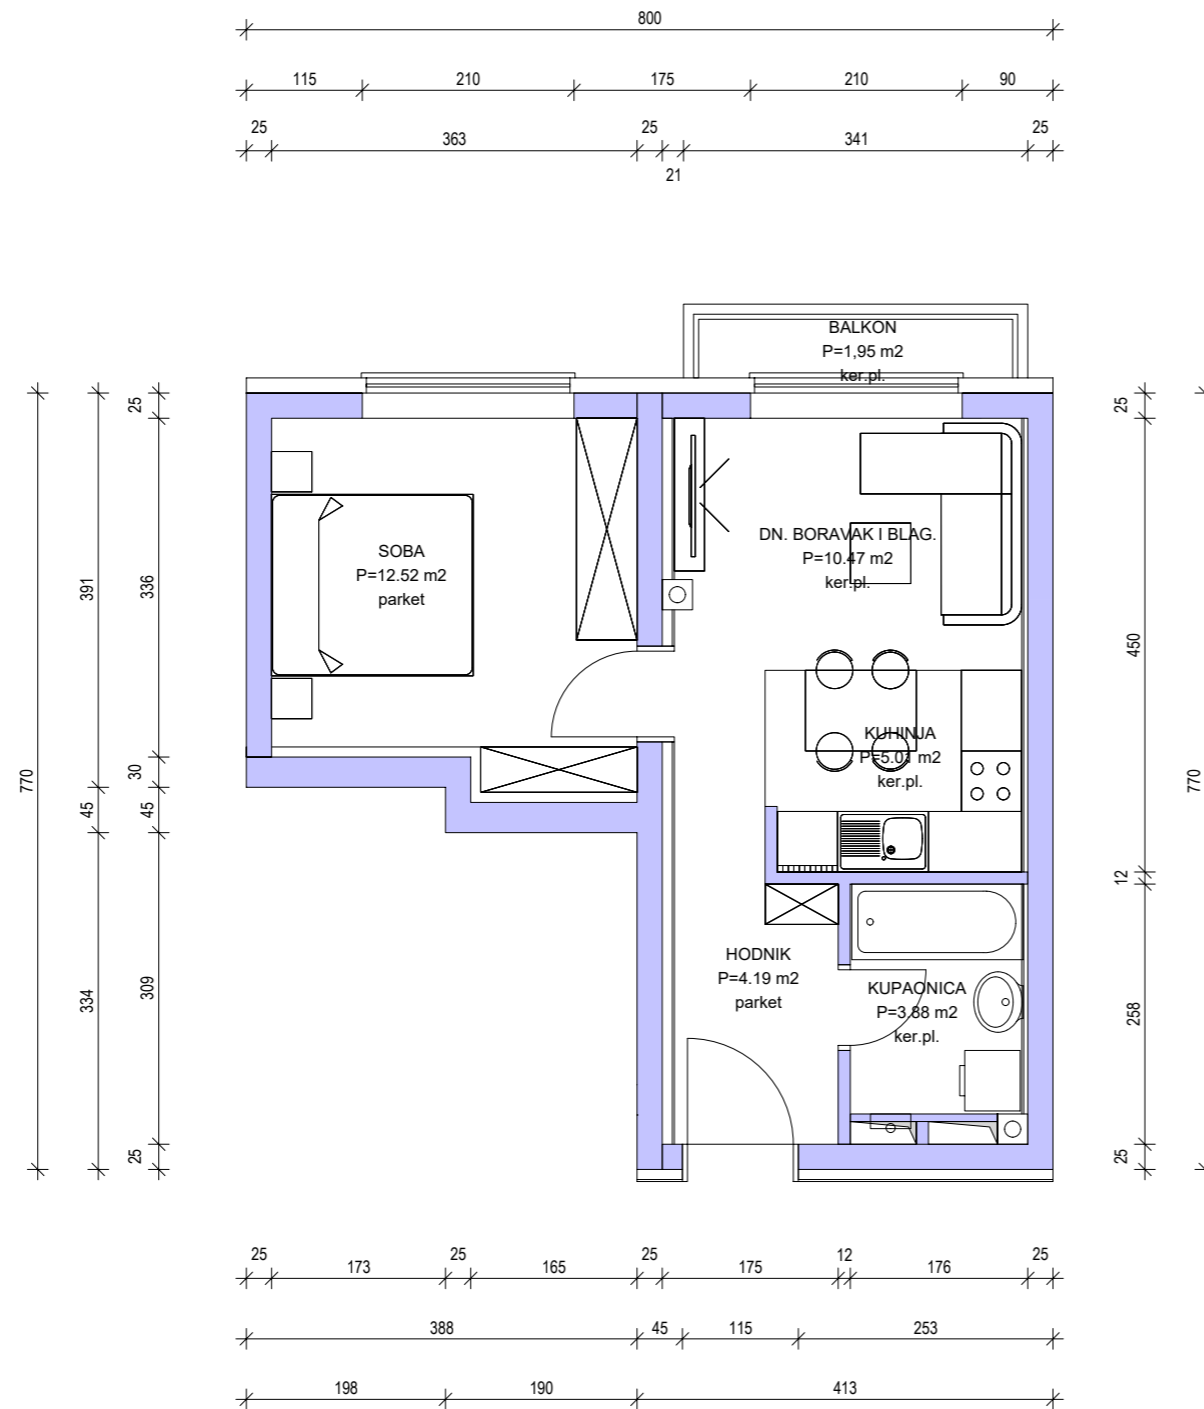 800
115 210 175 210 90
25 363 25 341 25
21
BALKON
P=1,95 m2
ker.pl.
SOBA
P=12.52 m2
parket
DN. BORAVAK I BLAG.
P=10.47 m2
ker.pl.
KUHINJA
P=5.01 m2
ker.pl.
HODNIK
P=4.19 m2
parket
KUPAONICA
P=3.88 m2
ker.pl.
770
391
45
334
25
336
30
45
309
25
25
450
12
258
25
770
25 173 25 165 25 175 12 176 25
388 45 115 253
198 190 413